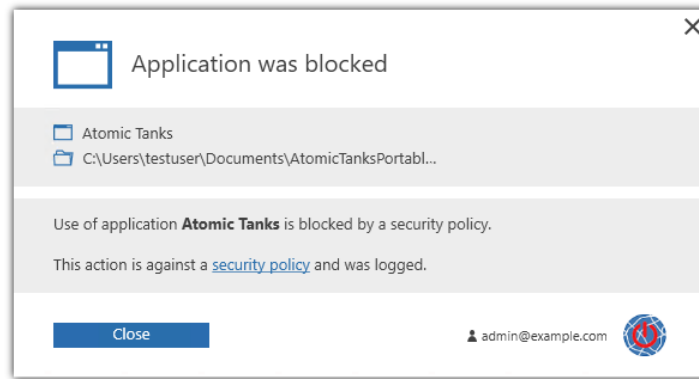 Application was blocked
Atomic Tanks
C:\Users\testuser\Documents\AtomicTanksPortabl...
Use of application Atomic Tanks is blocked by a security policy.
This action is against a security policy and was logged.
Close
admin@example.com